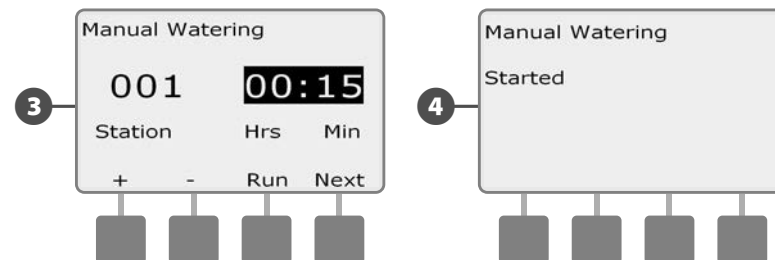 3
Manual Watering
001 00:15
Station Hrs Min
+ - Run Next
4
Manual Watering
Started